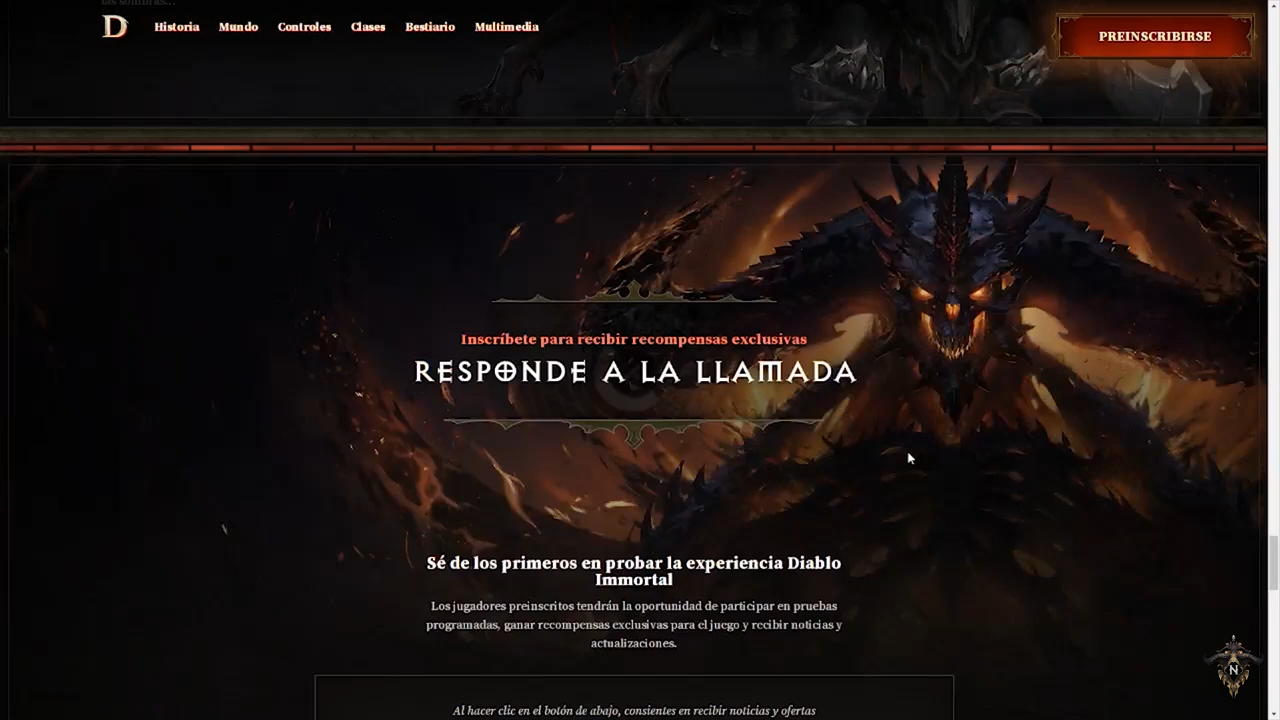 las sombras...
D
Historia
Mundo
Controles
Clases
Bestiario
Multimedia
PREINSCRIBIRSE
Inscríbete para recibir recompensas exclusivas
RESPONDE A LA LLAMADA
Sé de los primeros en probar la experiencia Diablo
Immortal
Los jugadores preinscritos tendrán la oportunidad de participar en pruebas
programadas, ganar recompensas exclusivas para el juego y recibir noticias y
actualizaciones.
N
Al hacer clic en el botón de abajo, consientes en recibir noticias y ofertas